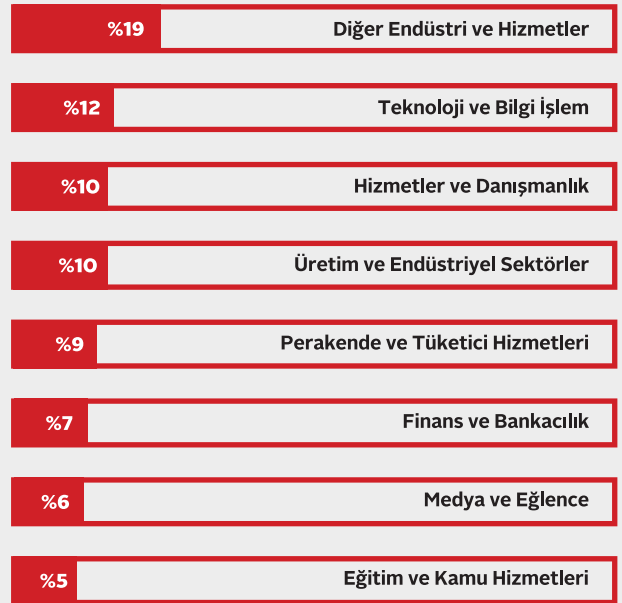 %19 Diğer Endüstri ve Hizmetler
%12 Teknoloji ve Bilgi İşlem
%10 Hizmetler ve Danışmanlık
%10 Üretim ve Endüstriyel Sektörler
%9 Perakende ve Tüketici Hizmetleri
%7 Finans ve Bankacılık
%6 Medya ve Eğlence
%5 Eğitim ve Kamu Hizmetleri